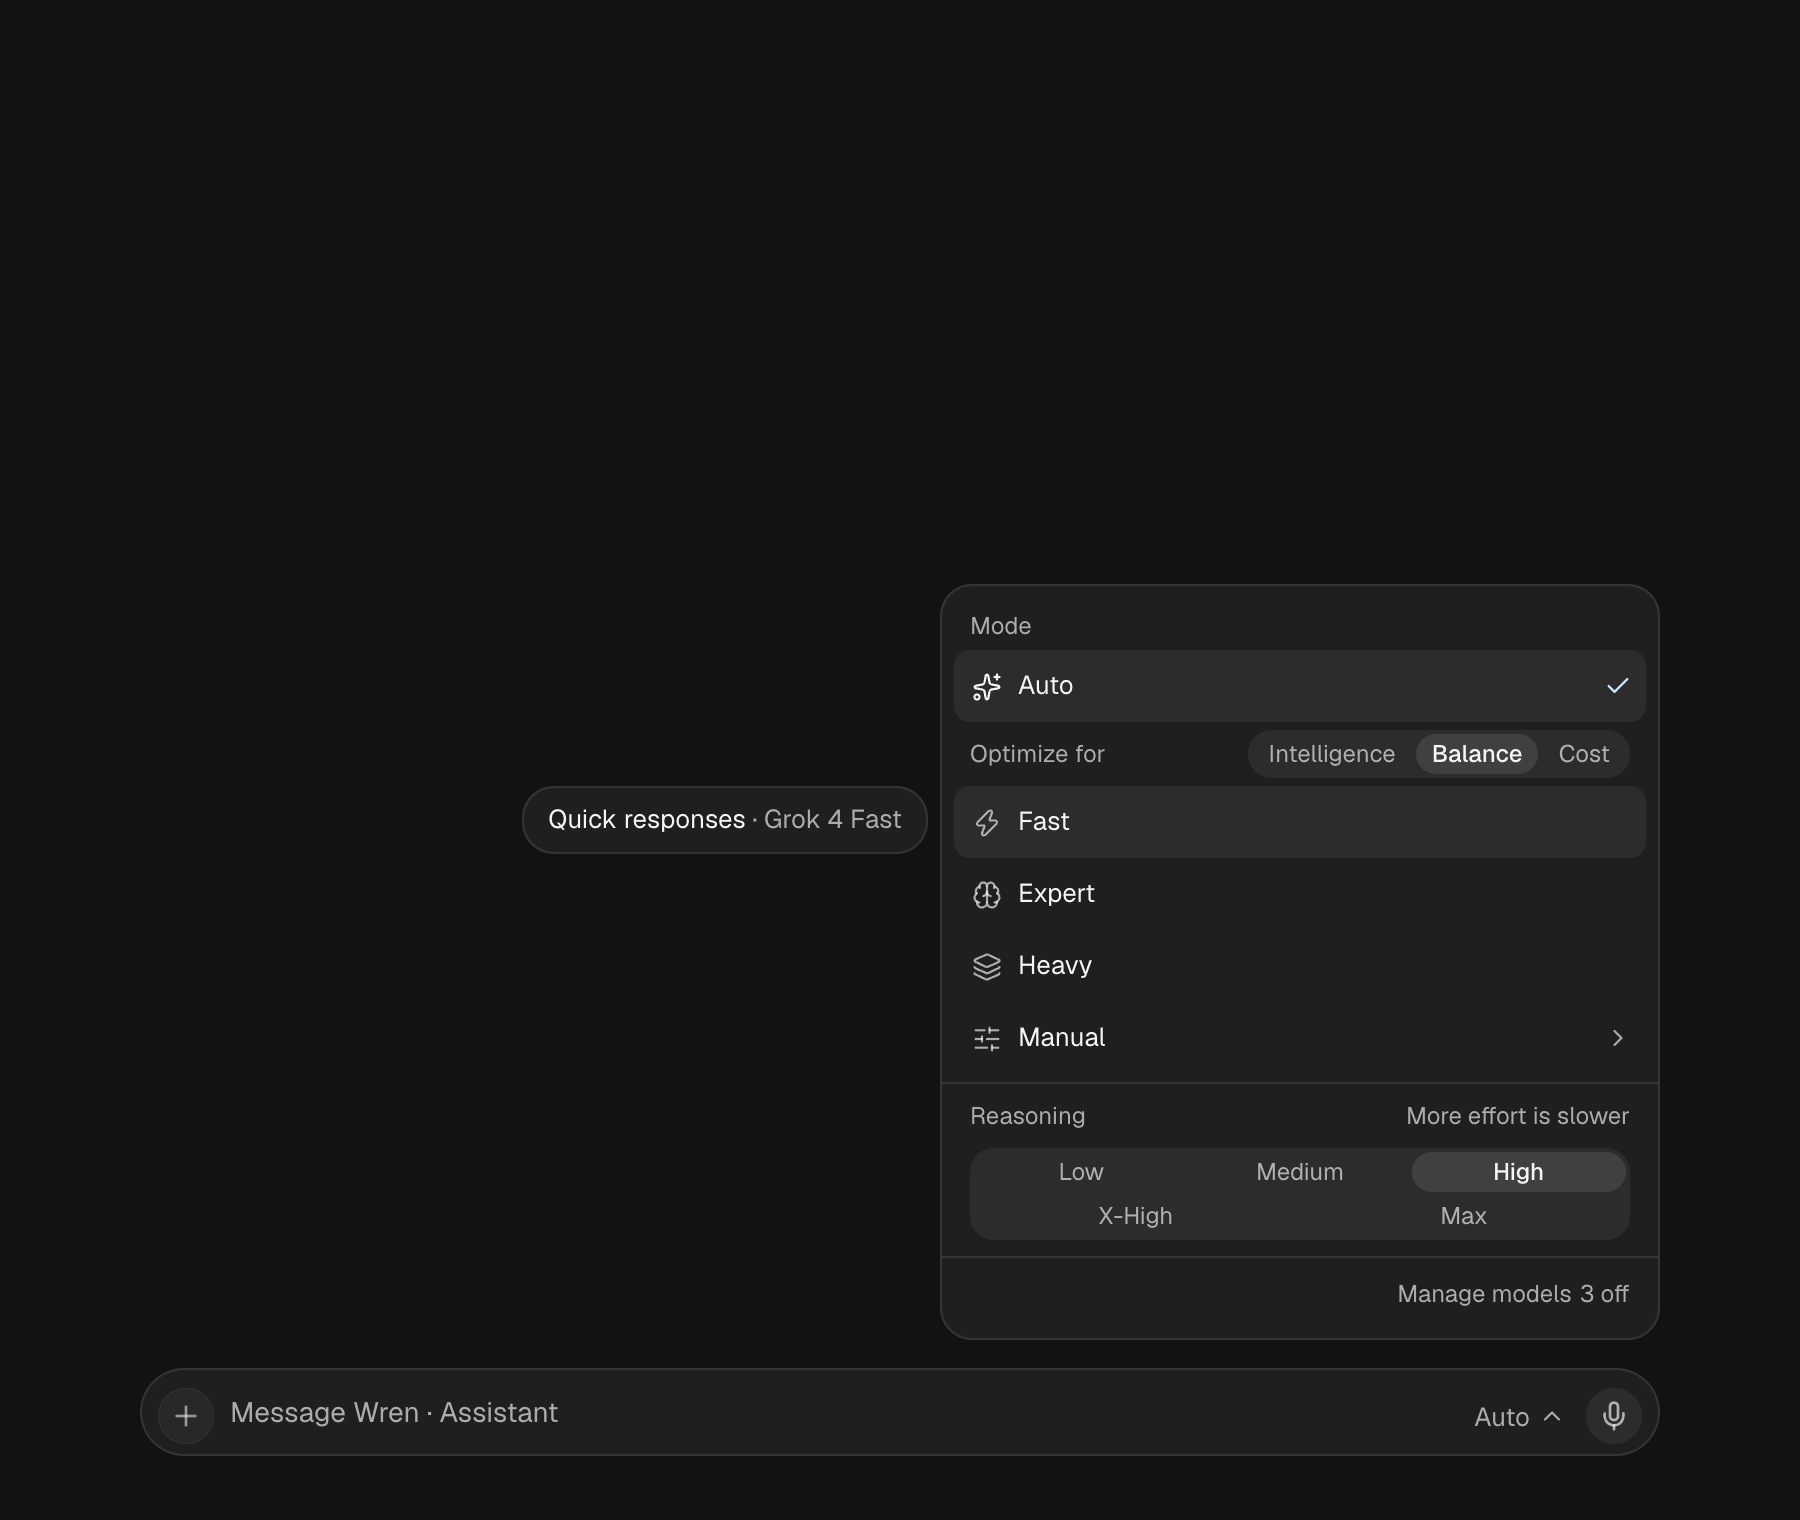 Mode
Auto
Optimize for Intelligence Balance Cost
Quick responses · Grok 4 Fast
Fast
Expert
Heavy
Manual
Reasoning More effort is slower
Low Medium High
X-High Max
Manage models 3 off
Message Wren · Assistant Auto